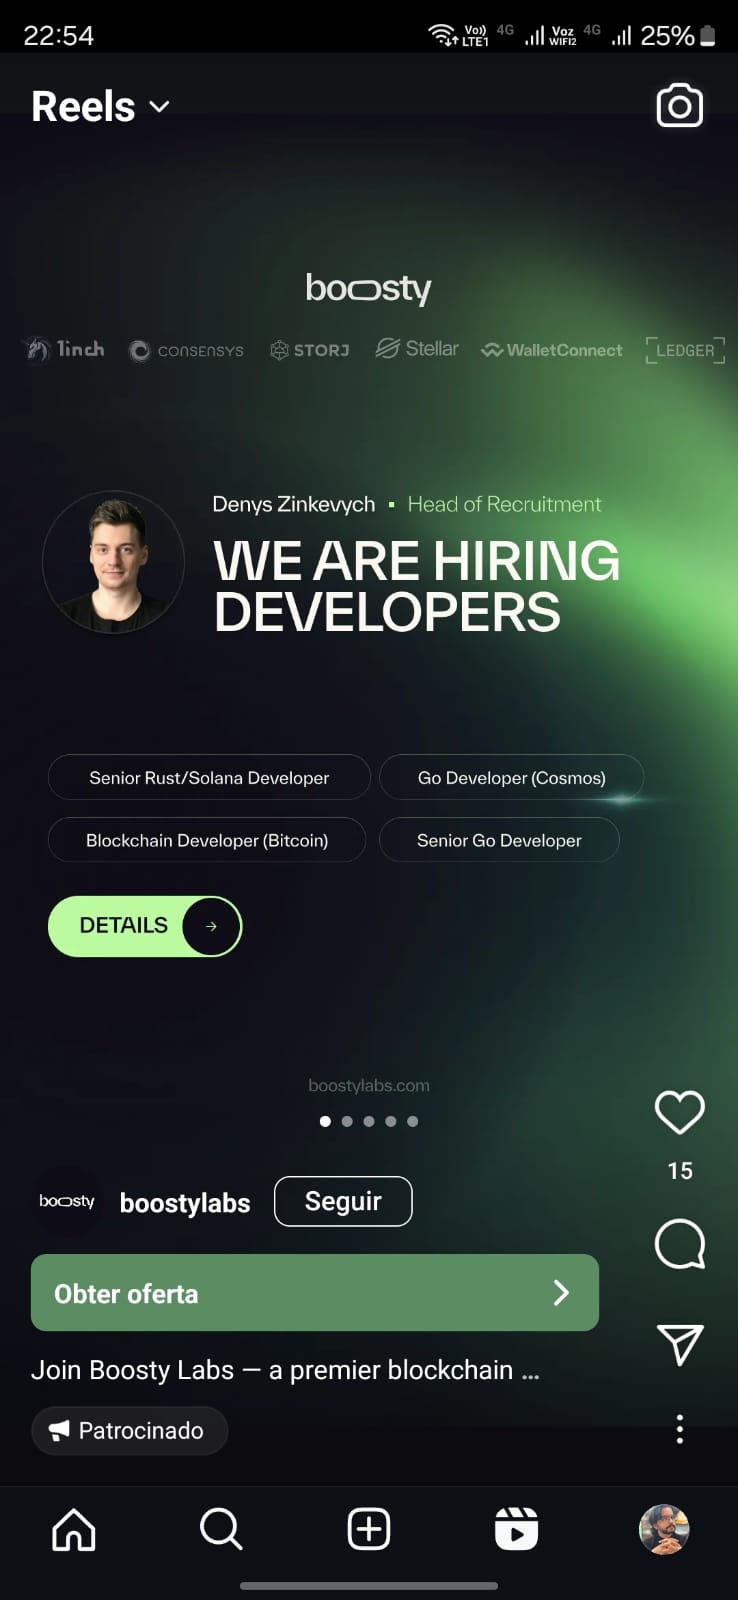 22:54
Vo)) LTE1 4G Voz WIFI2 4G 25%
Reels
boosty
1inch CONSENSYS STORJ Stellar WalletConnect LEDGER
Denys Zinkevych ▪ Head of Recruitment
WE ARE HIRING
DEVELOPERS
Senior Rust/Solana Developer
Go Developer (Cosmos)
Blockchain Developer (Bitcoin)
Senior Go Developer
DETAILS →
boostylabs.com
15
boosty boostylabs Seguir
Obter oferta
Join Boosty Labs — a premier blockchain ...
Patrocinado